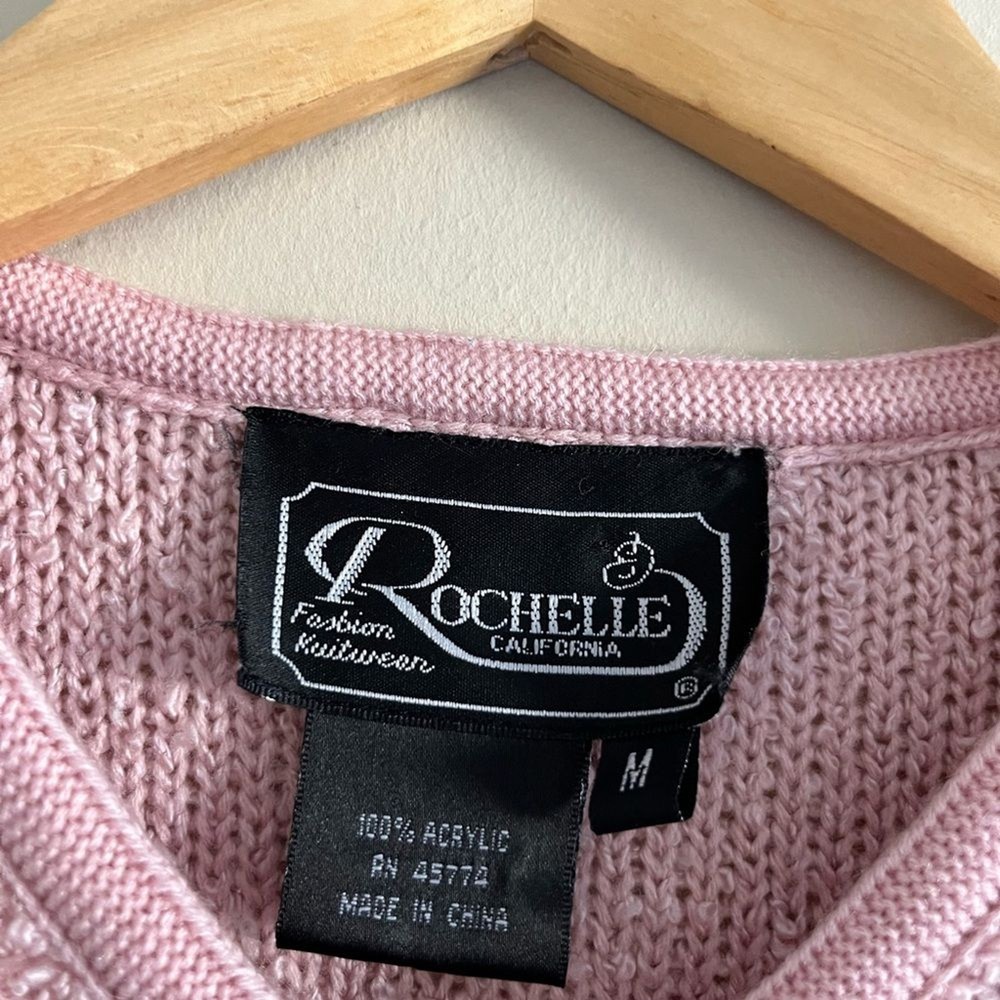 ROCHELLE
CALIFORNIA
Fashion
Knitwear
®
M
100% ACRYLIC
RN 45774
MADE IN CHINA